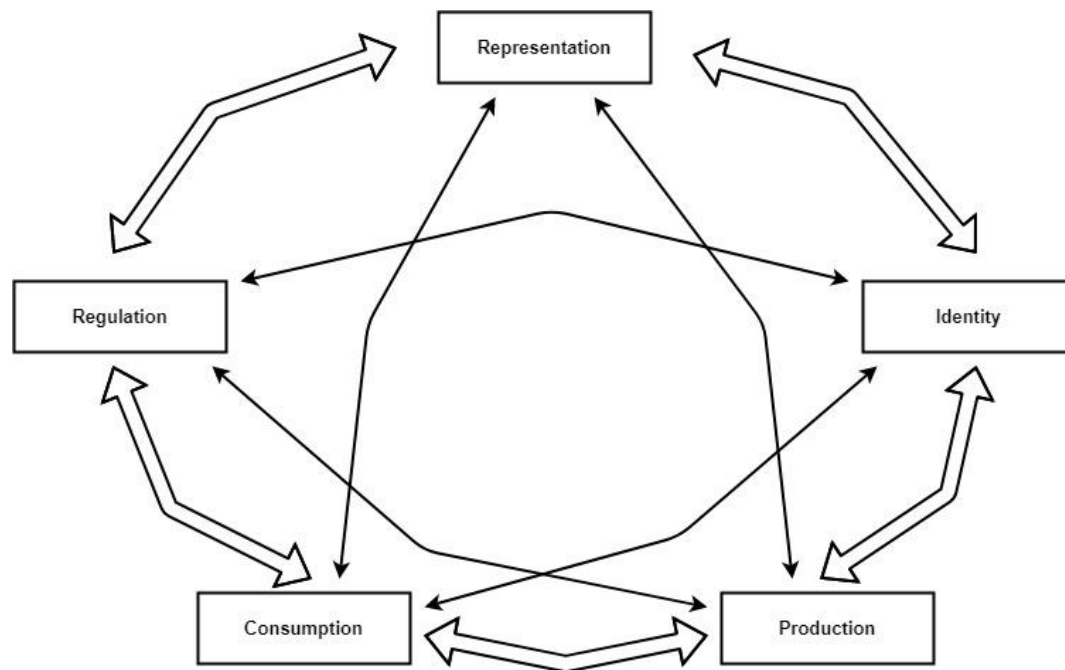 Representation
Regulation
Identity
Consumption
Production